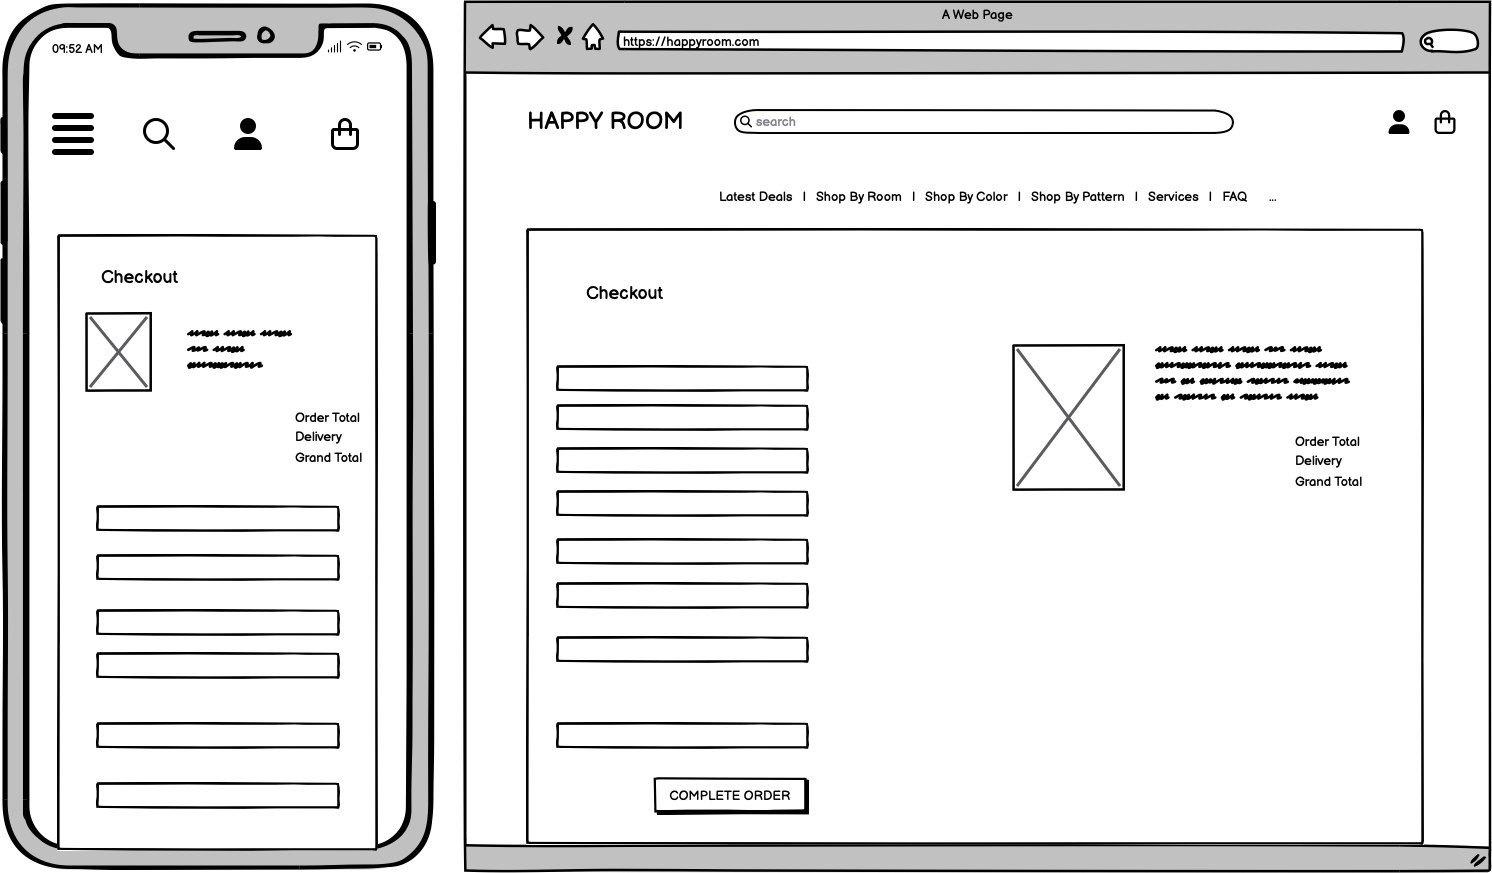 09:52 AM
Checkout
Order Total
Delivery
Grand Total
A Web Page
https://happyroom.com
HAPPY ROOM
search
Latest Deals | Shop By Room | Shop By Color | Shop By Pattern | Services | FAQ ...
Checkout
Order Total
Delivery
Grand Total
COMPLETE ORDER